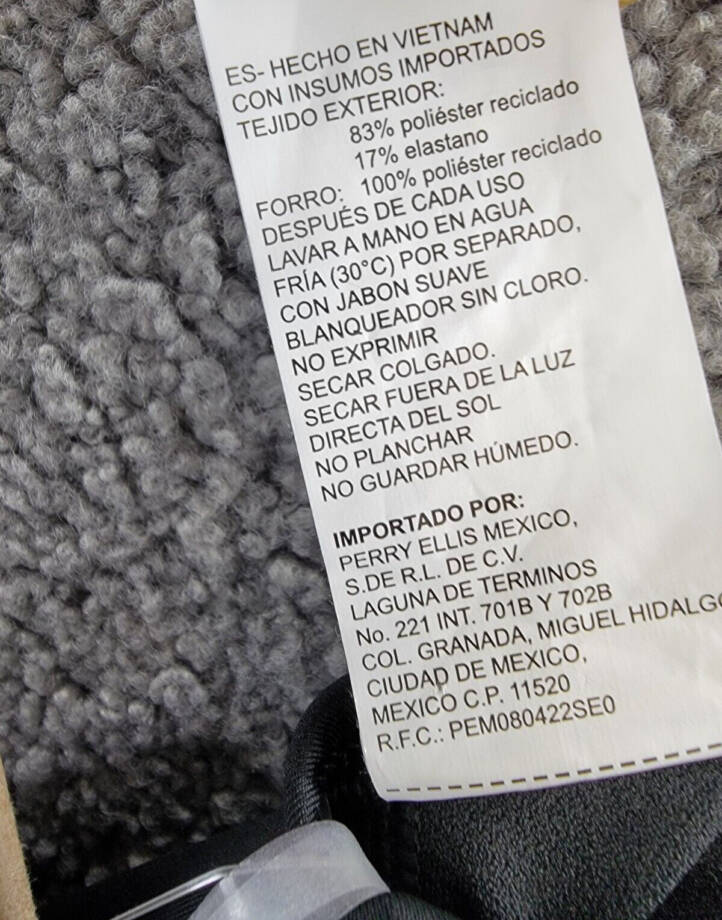 ES- HECHO EN VIETNAM
CON INSUMOS IMPORTADOS
TEJIDO EXTERIOR:
83% poliéster reciclado
17% elastano
FORRO: 100% poliéster reciclado
DESPUÉS DE CADA USO
LAVAR A MANO EN AGUA
FRÍA (30°C) POR SEPARADO,
CON JABON SUAVE
BLANQUEADOR SIN CLORO.
NO EXPRIMIR
SECAR COLGADO.
SECAR FUERA DE LA LUZ
DIRECTA DEL SOL
NO PLANCHAR
NO GUARDAR HÚMEDO.
IMPORTADO POR:
PERRY ELLIS MEXICO,
S.DE R.L. DE C.V.
LAGUNA DE TERMINOS
No. 221 INT. 701B Y 702B
COL. GRANADA, MIGUEL HIDALGO
CIUDAD DE MEXICO,
MEXICO C.P. 11520
R.F.C.: PEM080422SE0